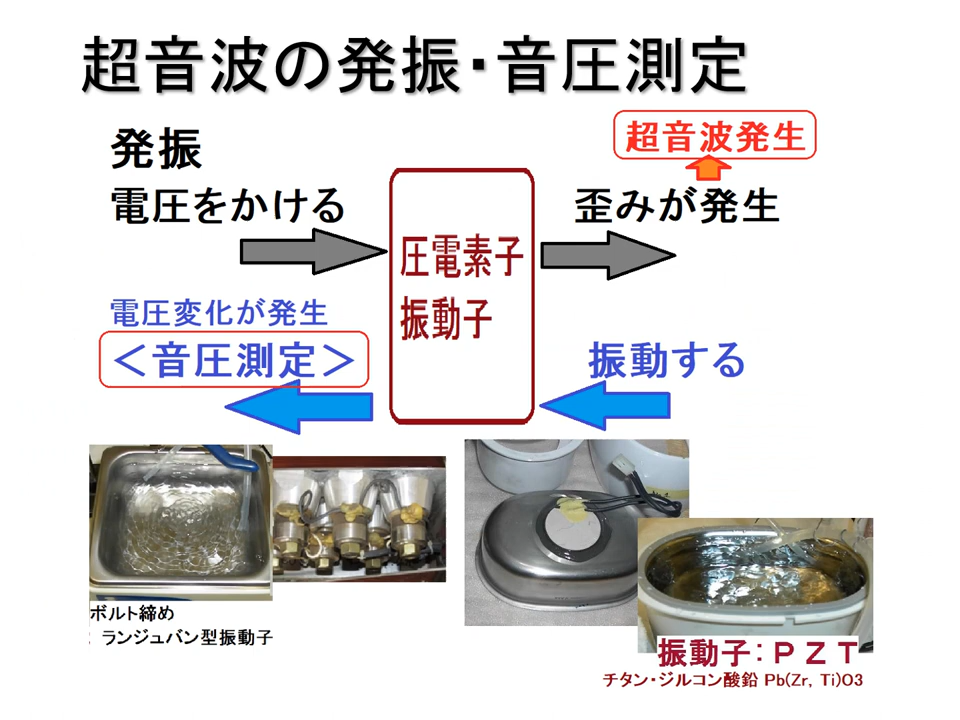 超音波の発振・音圧測定
発振
電圧をかける
超音波発生
歪みが発生
圧電素子
振動子
電圧変化が発生
＜音圧測定＞
振動する
ボルト締め
: ランジュバン型振動子
振動子：ＰＺＴ
チタン・ジルコン酸鉛 Pb(Zr, Ti)O3